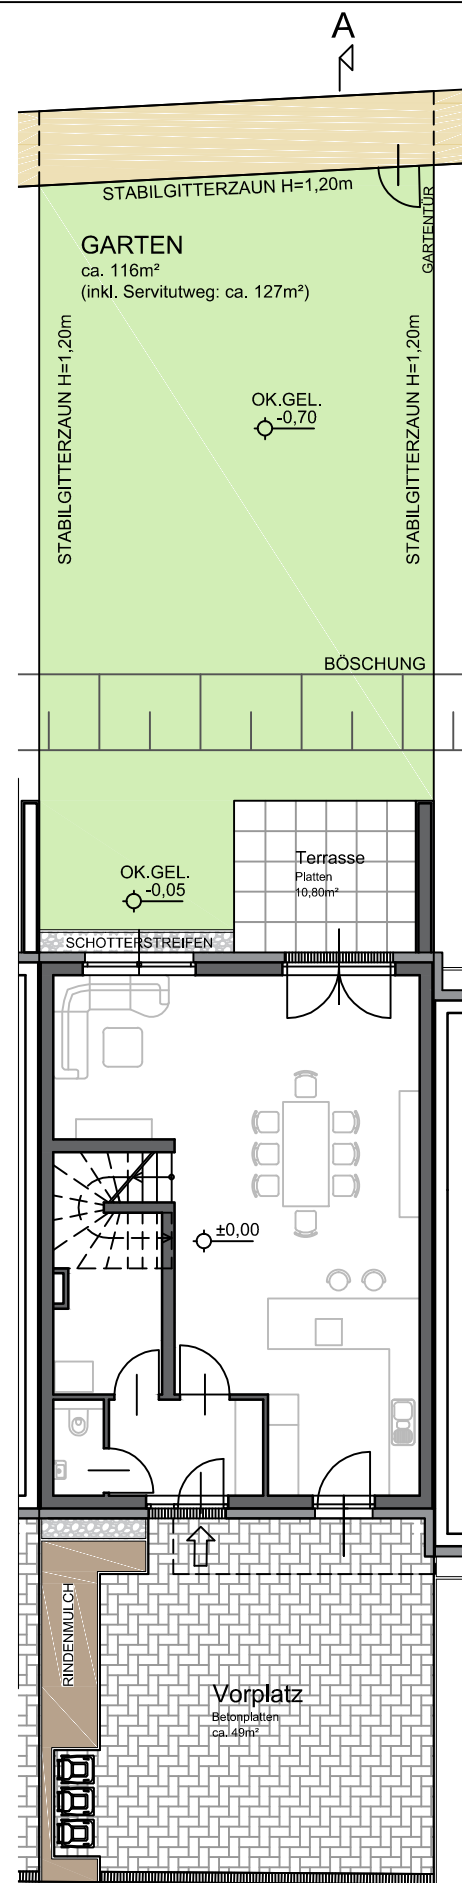 A
STABILGITTERZAUN H=1,20m
GARTENTÜR
GARTEN
ca. 116m²
(inkl. Servitutweg: ca. 127m²)
STABILGITTERZAUN H=1,20m
STABILGITTERZAUN H=1,20m
OK.GEL.
-0,70
BÖSCHUNG
Terrasse
Platten
10,80m²
OK.GEL.
-0,05
SCHOTTERSTREIFEN
±0,00
RINDENMULCH
Vorplatz
Betonplatten
ca. 49m²